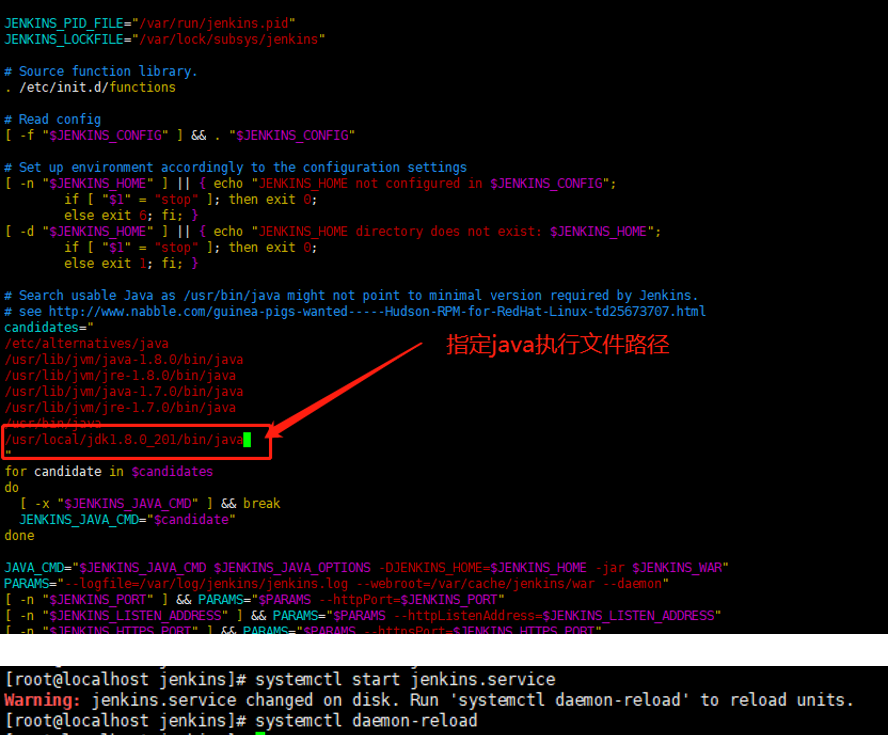 JENKINS_PID_FILE="/var/run/jenkins.pid"
JENKINS_LOCKFILE="/var/lock/subsys/jenkins"
# Source function library.
. /etc/init.d/functions
# Read config
[ -f "$JENKINS_CONFIG" ] && . "$JENKINS_CONFIG"
# Set up environment accordingly to the configuration settings
[ -n "$JENKINS_HOME" ] || { echo "JENKINS_HOME not configured in $JENKINS_CONFIG";
if [ "$1" = "stop" ]; then exit 0;
else exit 6; fi; }
[ -d "$JENKINS_HOME" ] || { echo "JENKINS_HOME directory does not exist: $JENKINS_HOME";
if [ "$1" = "stop" ]; then exit 0;
else exit 1; fi; }
# Search usable Java as /usr/bin/java might not point to minimal version required by Jenkins.
# see http://www.nabble.com/guinea-pigs-wanted-----Hudson-RPM-for-RedHat-Linux-td25673707.html
candidates="
/etc/alternatives/java
指定java执行文件路径
/usr/lib/jvm/java-1.8.0/bin/java
/usr/lib/jvm/jre-1.8.0/bin/java
/usr/lib/jvm/java-1.7.0/bin/java
/usr/lib/jvm/jre-1.7.0/bin/java
/usr/bin/java
/usr/local/jdk1.8.0_201/bin/java
"
for candidate in $candidates
do
[ -x "$JENKINS_JAVA_CMD" ] && break
JENKINS_JAVA_CMD="$candidate"
done
JAVA_CMD="$JENKINS_JAVA_CMD $JENKINS_JAVA_OPTIONS -DJENKINS_HOME=$JENKINS_HOME -jar $JENKINS_WAR"
PARAMS="--logfile=/var/log/jenkins/jenkins.log --webroot=/var/cache/jenkins/war --daemon"
[ -n "$JENKINS_PORT" ] && PARAMS="$PARAMS --httpPort=$JENKINS_PORT"
[ -n "$JENKINS_LISTEN_ADDRESS" ] && PARAMS="$PARAMS --httpListenAddress=$JENKINS_LISTEN_ADDRESS"
[ -n "$JENKINS_HTTPS_PORT" ] && PARAMS="$PARAMS --httpsPort=$JENKINS_HTTPS_PORT"
[root@localhost jenkins]# systemctl start jenkins.service
Warning: jenkins.service changed on disk. Run 'systemctl daemon-reload' to reload units.
[root@localhost jenkins]# systemctl daemon-reload